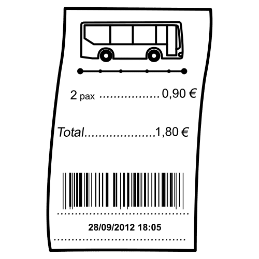 2 pax .................. 0,90 €
Total.....................1,80 €
28/09/2012 18:05